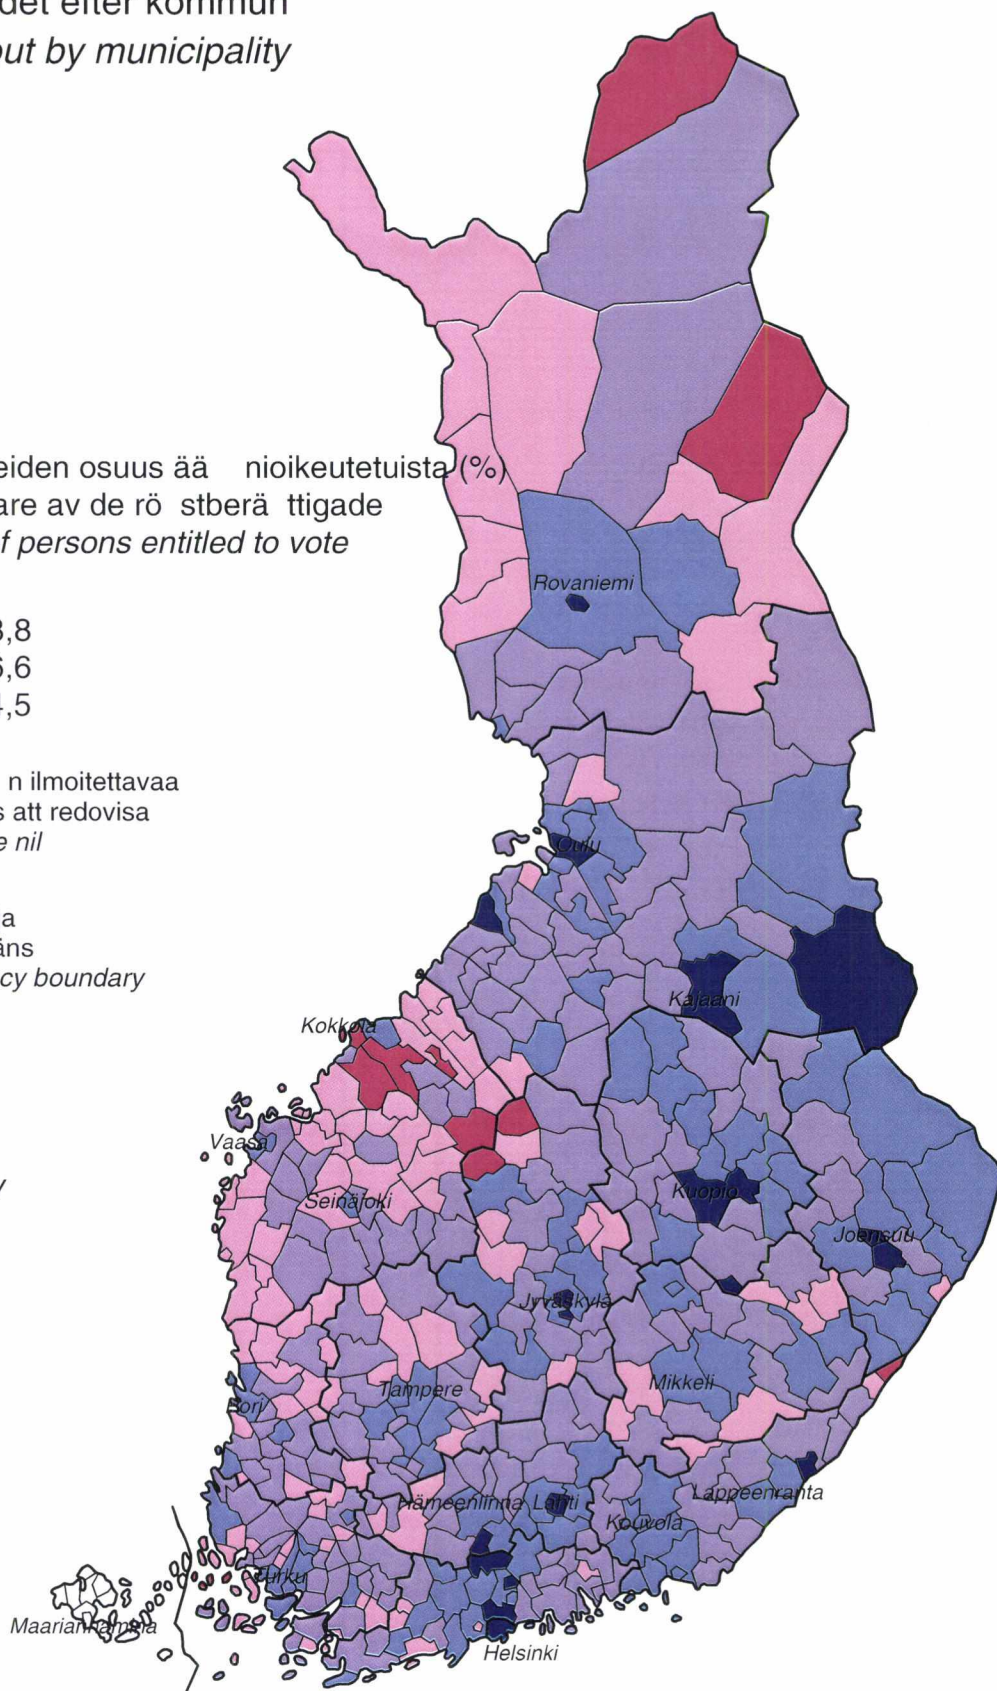 det efter kommun
out by municipality
eiden osuus ää nioikeutetuista (%)
are av de rö stberä ttigade
f persons entitled to vote
Rovaniemi
3,8
6,6
,5
n ilmoitettavaa
s att redovisa
e nil
Oulu
a
äns
cy boundary
Kajaani
Kokkola
Vaasa
Kuopio
Seinäjoki
Joensuu
Jyväskylä
Mikkeli
Tampere
Pori
Lappeenranta
Hämeenlinna Lahti
Kouvola
Turku
Maarianhamina
Helsinki